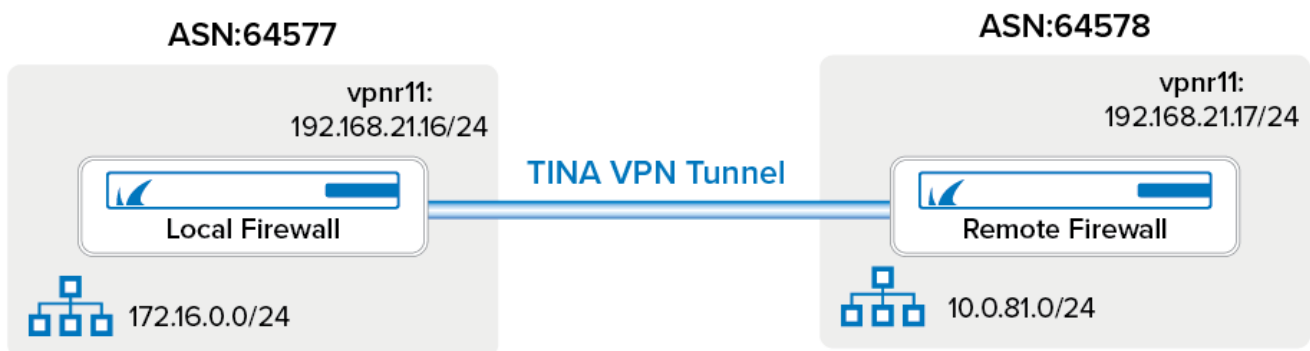 ASN:64577
vpnr11:
192.168.21.16/24
Local Firewall
172.16.0.0/24
TINA VPN Tunnel
ASN:64578
vpnr11:
192.168.21.17/24
Remote Firewall
10.0.81.0/24